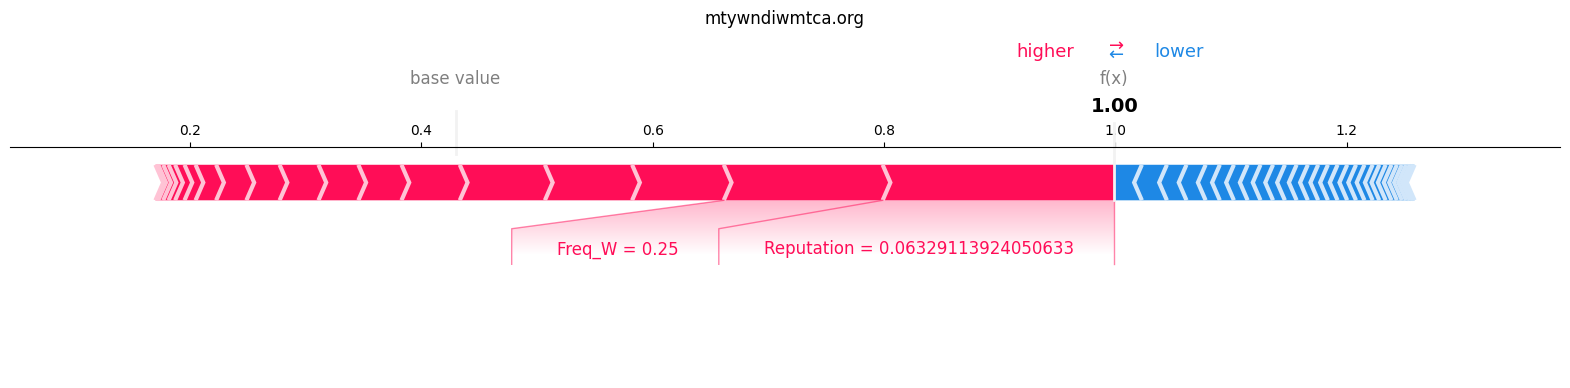 mtywndiwmtca.org
higher ⇄ lower
base value f(x)
1.00
0.2 0.4 0.6 0.8 1.0 1.2
Freq_W = 0.25 Reputation = 0.06329113924050633